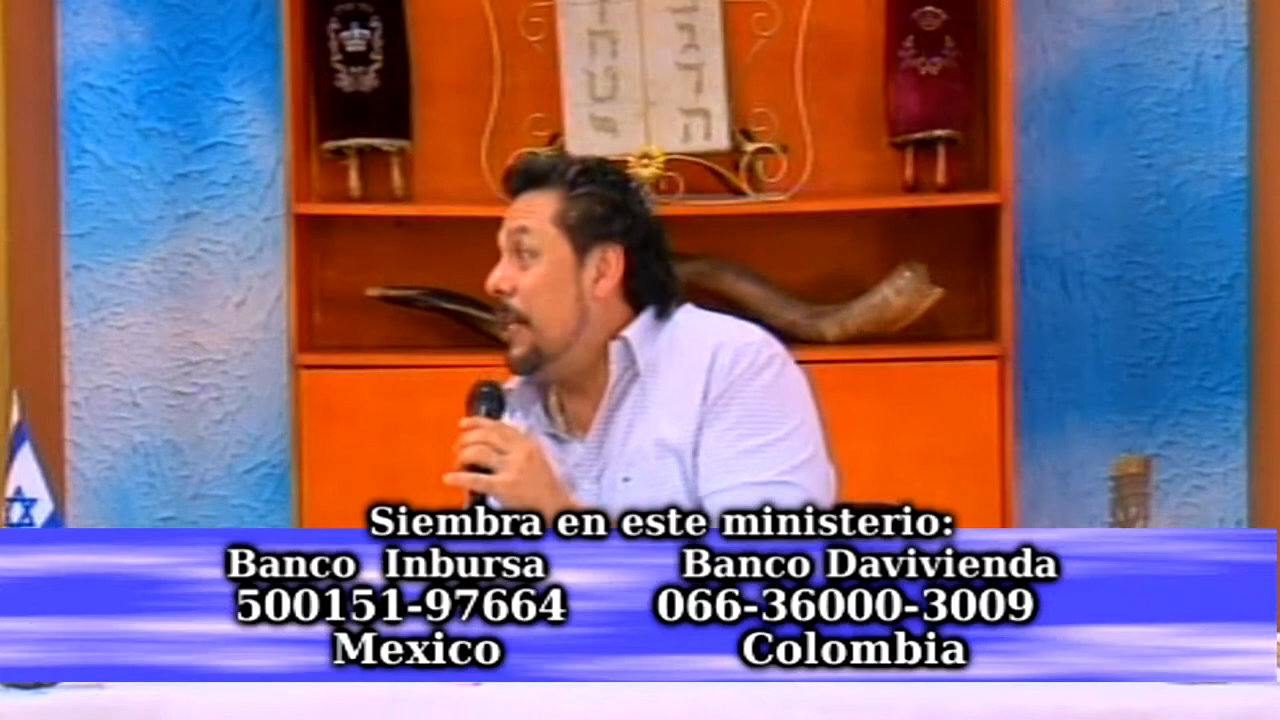 Siembra en este ministerio:
Banco Inbursa Banco Davivienda
500151-97664 066-36000-3009
Mexico Colombia